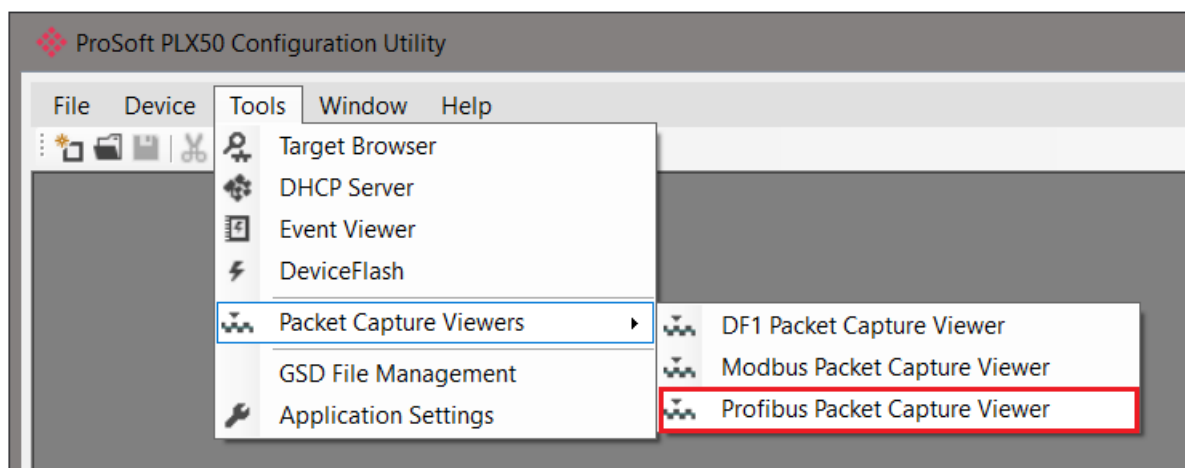 ProSoft PLX50 Configuration Utility
File Device Tools Window Help
Target Browser
DHCP Server
Event Viewer
DeviceFlash
Packet Capture Viewers
GSD File Management
Application Settings
DF1 Packet Capture Viewer
Modbus Packet Capture Viewer
Profibus Packet Capture Viewer